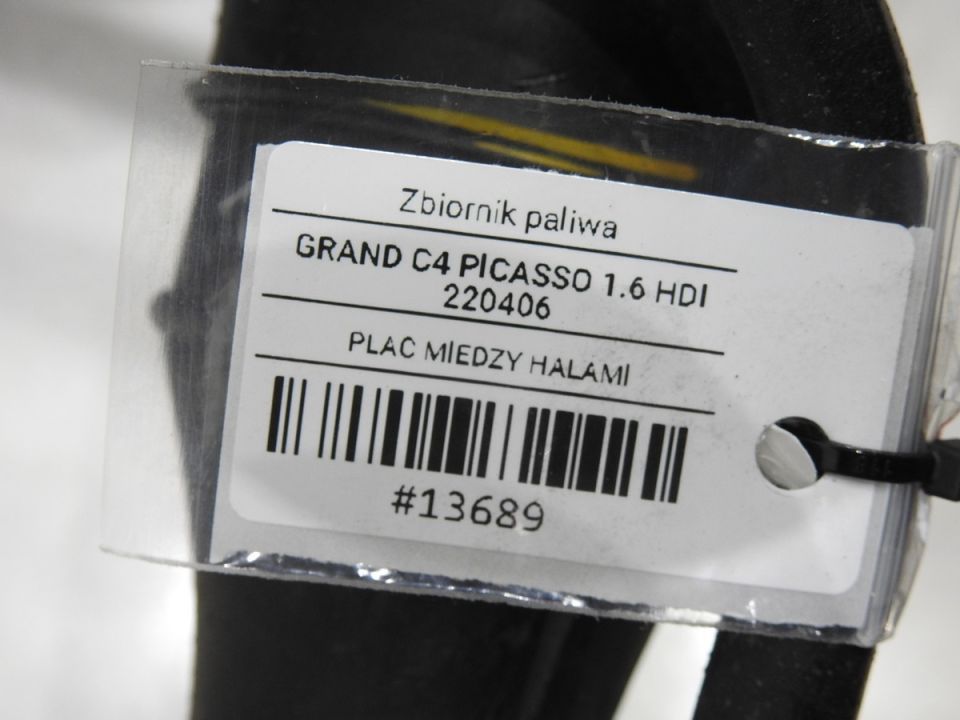 Zbiornik paliwa
GRAND C4 PICASSO 1.6 HDI
220406
PLAC MIEDZY HALAMI
#13689